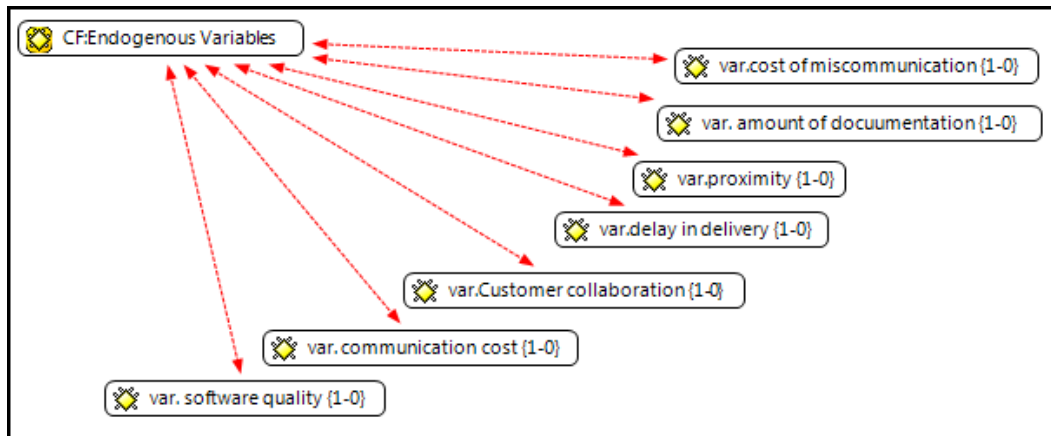 CF:Endogenous Variables
var.cost of miscommunication {1-0}
var. amount of docuumentation {1-0}
var.proximity {1-0}
var.delay in delivery {1-0}
var.Customer collaboration {1-0}
var. communication cost {1-0}
var. software quality {1-0}